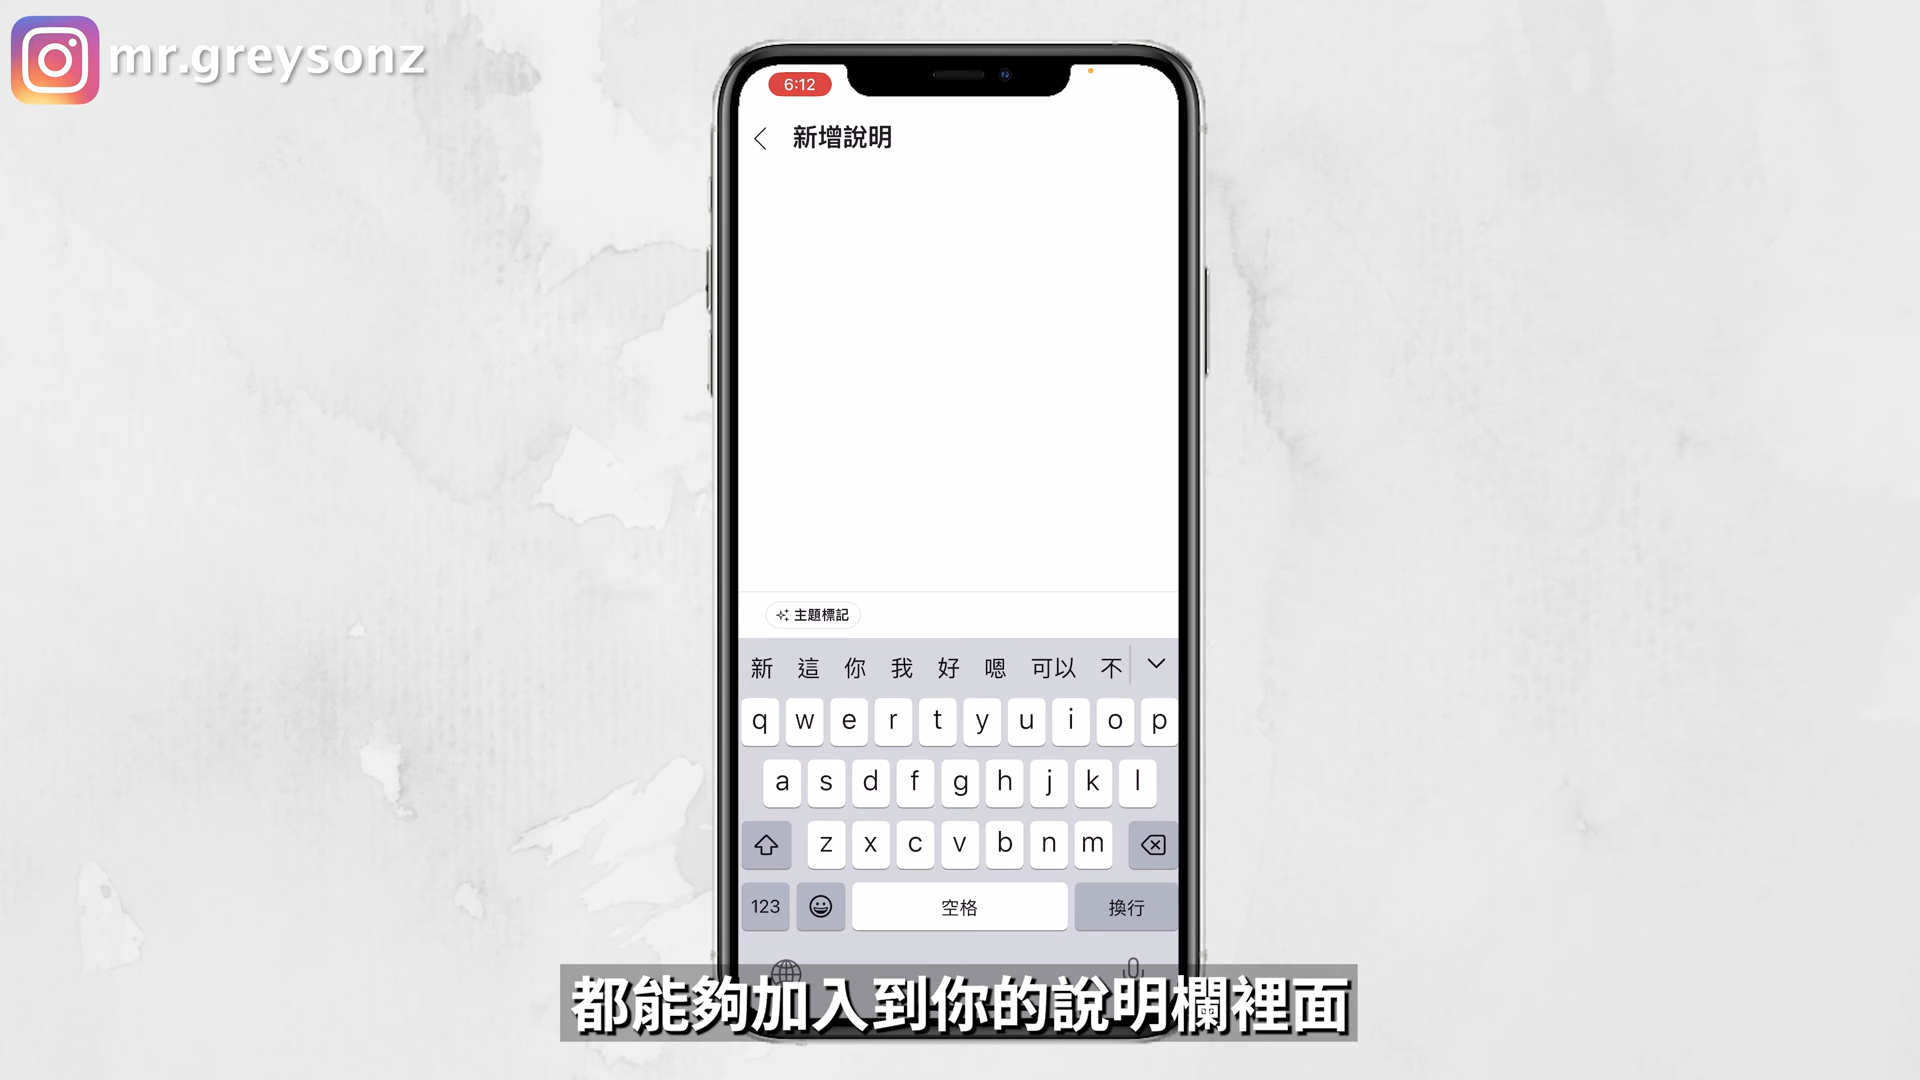 mr.greysonz
6:12
新增說明
主題標記
新 這 你 我 好 嗯 可以 不
q w e r t y u i o p
a s d f g h j k l
z x c v b n m
123 空格 換行
都能夠加入到你的說明欄裡面